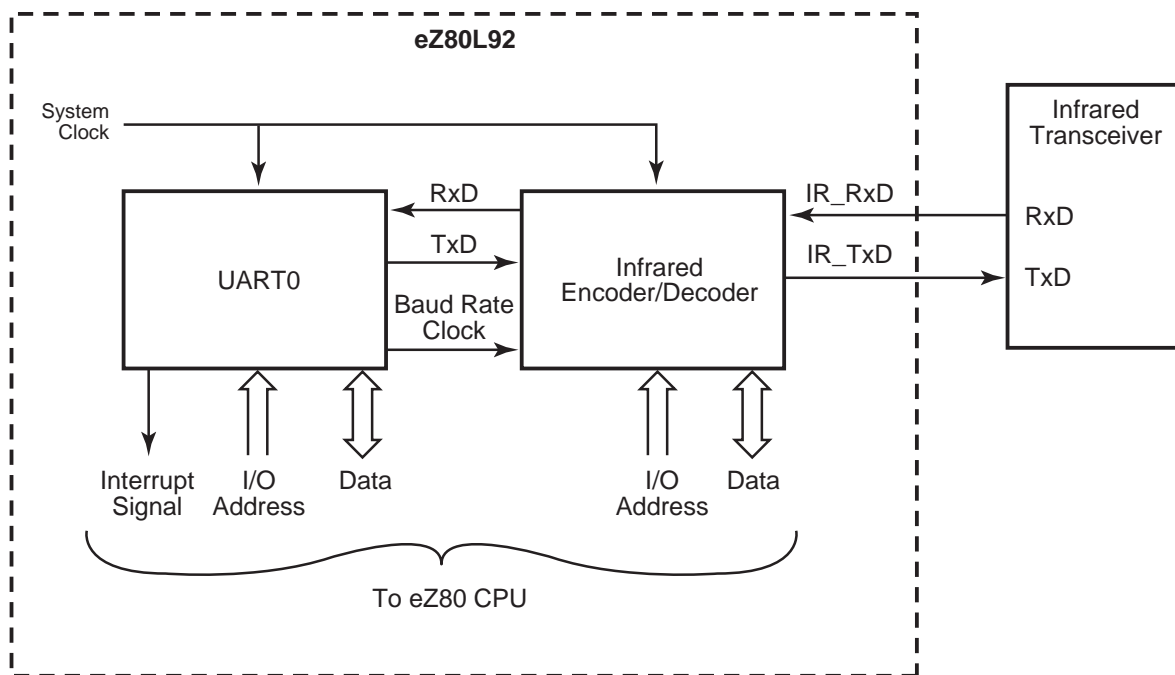 eZ80L92
System
Clock
Infrared
Transceiver
RxD
IR_RxD
RxD
TxD
IR_TxD
TxD
UART0
Infrared
Encoder/Decoder
Baud Rate
Clock
Interrupt
Signal
I/O
Address
Data
I/O
Address
Data
To eZ80 CPU